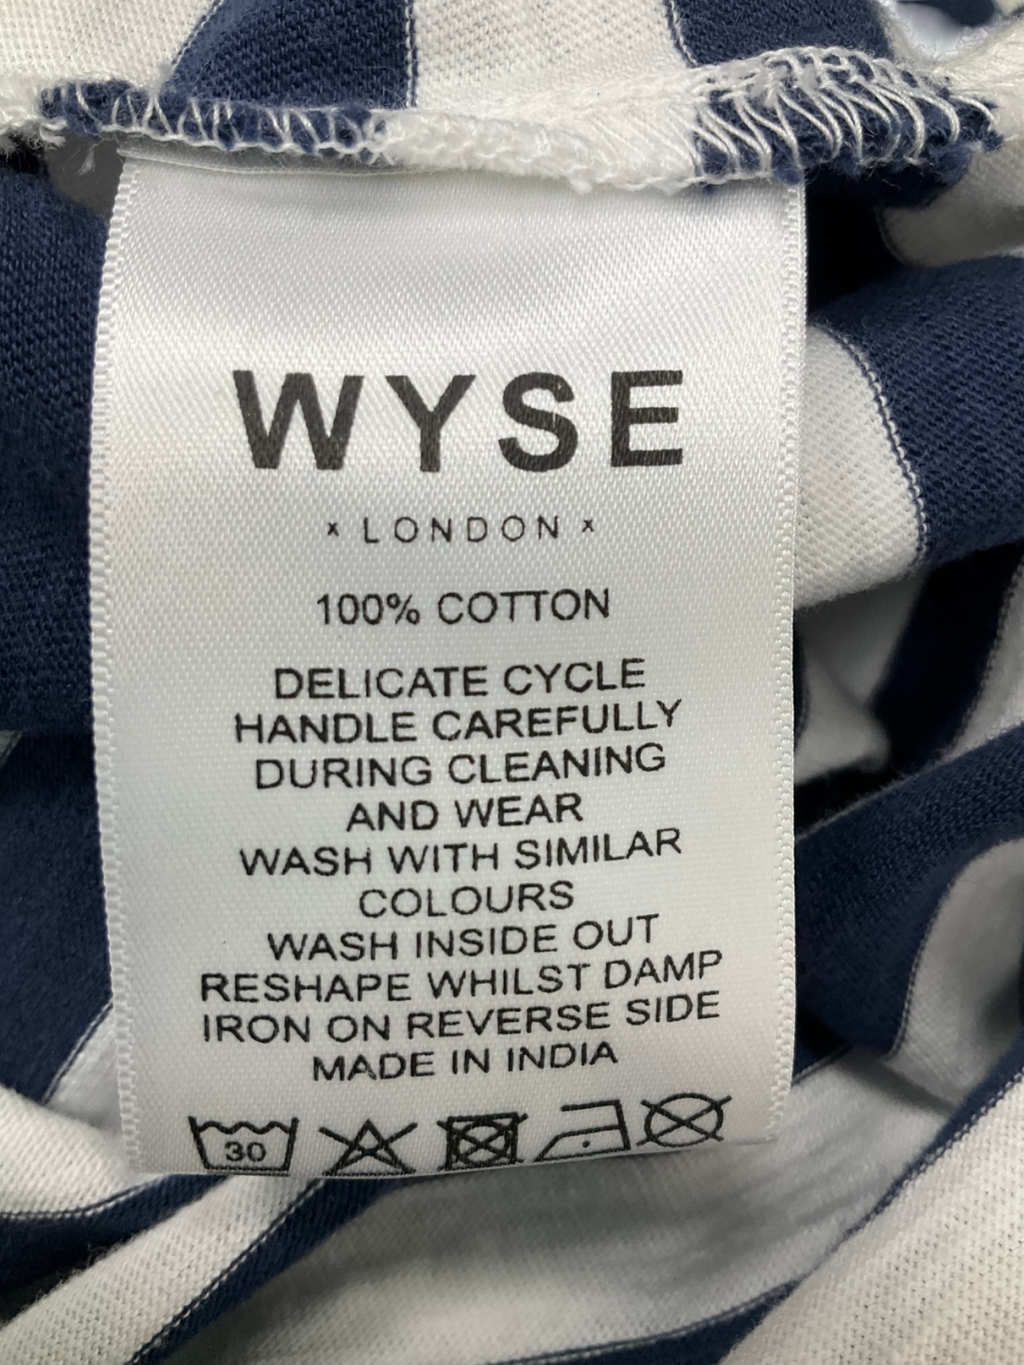 WYSE
x LONDON x
100% COTTON
DELICATE CYCLE
HANDLE CAREFULLY
DURING CLEANING
AND WEAR
WASH WITH SIMILAR
COLOURS
WASH INSIDE OUT
RESHAPE WHILST DAMP
IRON ON REVERSE SIDE
MADE IN INDIA
30